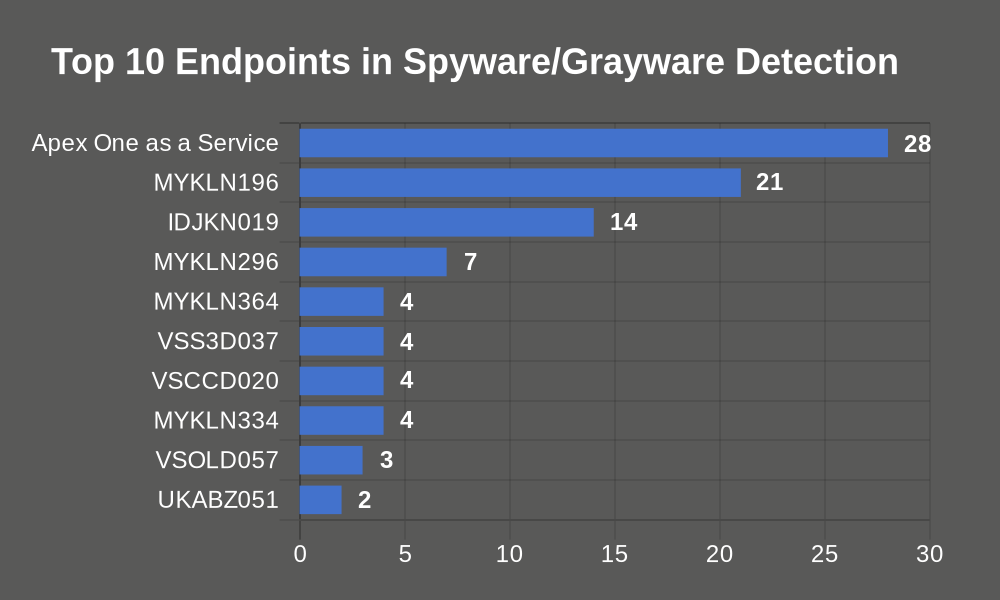 Top 10 Endpoints in Spyware/Grayware Detection
Apex One as a Service 28
MYKLN196 21
IDJKN019 14
MYKLN296 7
MYKLN364 4
VSS3D037 4
VSCCD020 4
MYKLN334 4
VSOLD057 3
UKABZ051 2
0 5 10 15 20 25 30